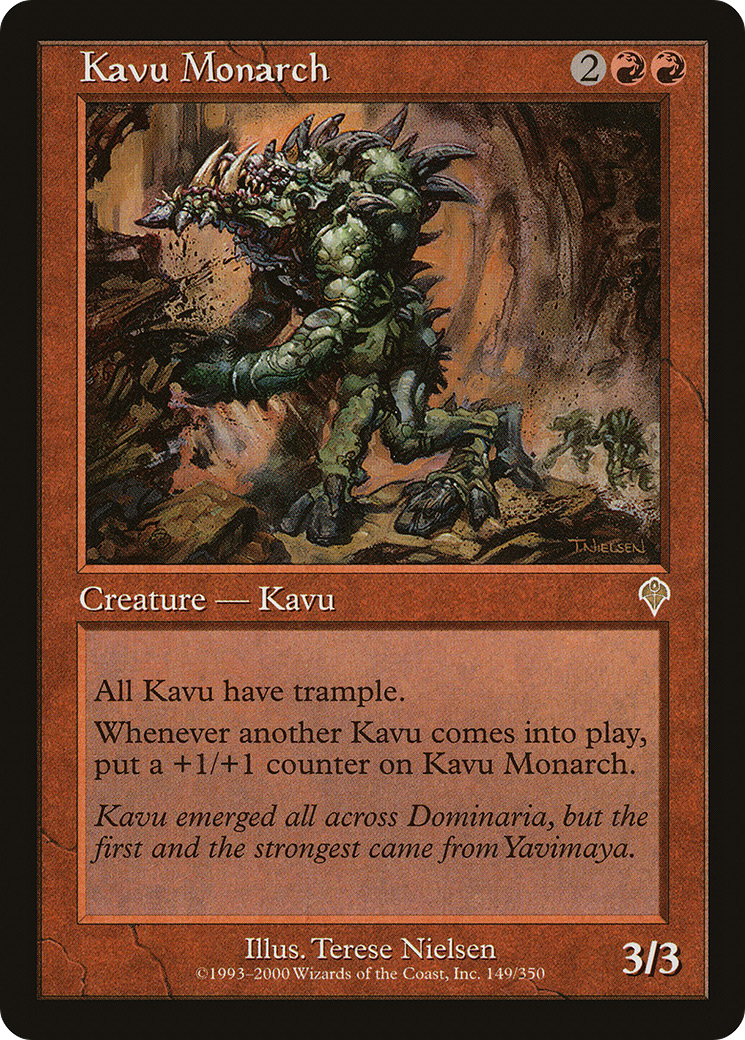 Kavu Monarch
2
T.NIELSEN
Creature — Kavu
All Kavu have trample.
Whenever another Kavu comes into play,
put a +1/+1 counter on Kavu Monarch.
Kavu emerged all across Dominaria, but the
first and the strongest came from Yavimaya.
Illus. Terese Nielsen
©1993–2000 Wizards of the Coast, Inc. 149/350
3/3